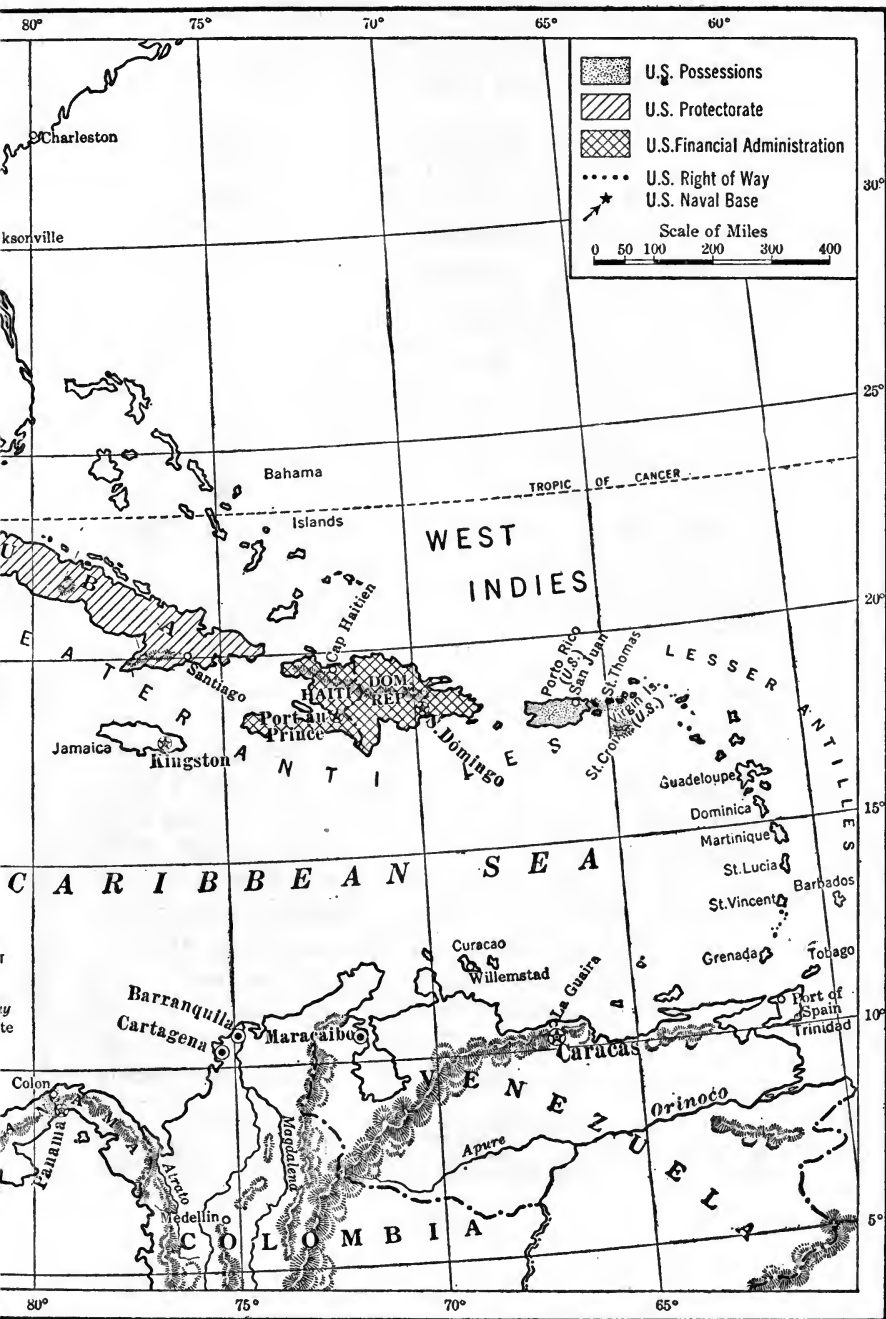 80° 75° 70° 65° 60°
U.S. Possessions
U.S. Protectorate
U.S.Financial Administration
U.S. Right of Way
U.S. Naval Base
Scale of Miles
0 50 100 200 300 400
Charleston
30°
ksonville
25°
Bahama
TROPIC OF CANCER
Islands
WEST
INDIES
20°
U B A
Cap Haitien
E A T E R
Santiago
HAITI
DOM.
REP.
Port au
Prince
Domingo
Porto Rico
(U.S.)
San Juan
St.Thomas
Virgin Is.
(U.S.)
St.Croix
LESSER
ANTILLES
Jamaica
Kingston
ANTILLES
Guadeloupe
Dominica
15°
Martinique
CARIBBEAN SEA
St.Lucia
Barbados
St.Vincent
Curacao
Willemstad
Grenada
Tobago
La Guaira
Barranquila
Cartagena
Maracaibo
Caracas
Port of
Spain
Trinidad
10°
Colon
PANAMA
Panama
VENEZUELA
Orinoco
Apure
Magdalena
Atrato
Medellin
COLOMBIA
5°
80° 75° 70° 65°